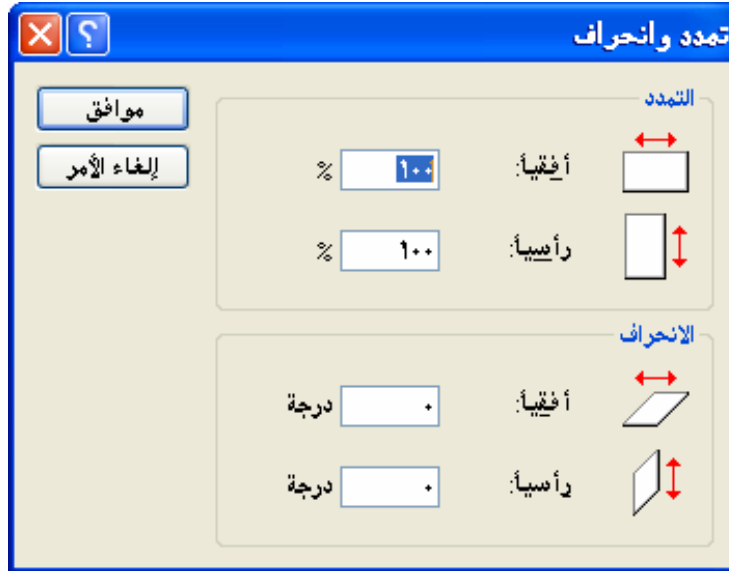 تمدد وانحراف
التمدد
أفقياً: ١٠٠ %
رأسياً: ١٠٠ %
الانحراف
أفقياً: ٠ درجة
رأسياً: ٠ درجة
موافق
إلغاء الأمر